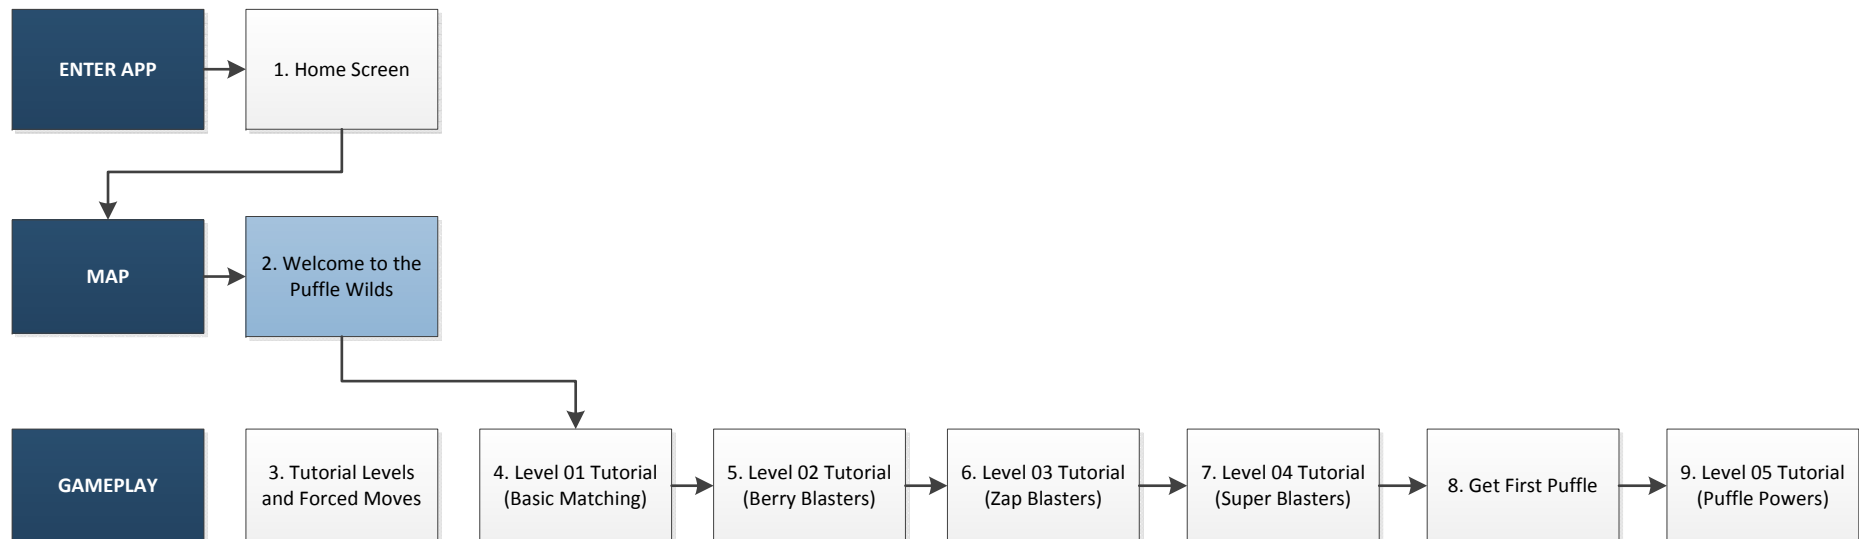 ENTER APP
1. Home Screen
MAP
2. Welcome to the
Puffle Wilds
GAMEPLAY
3. Tutorial Levels
and Forced Moves
4. Level 01 Tutorial
(Basic Matching)
5. Level 02 Tutorial
(Berry Blasters)
6. Level 03 Tutorial
(Zap Blasters)
7. Level 04 Tutorial
(Super Blasters)
8. Get First Puffle
9. Level 05 Tutorial
(Puffle Powers)